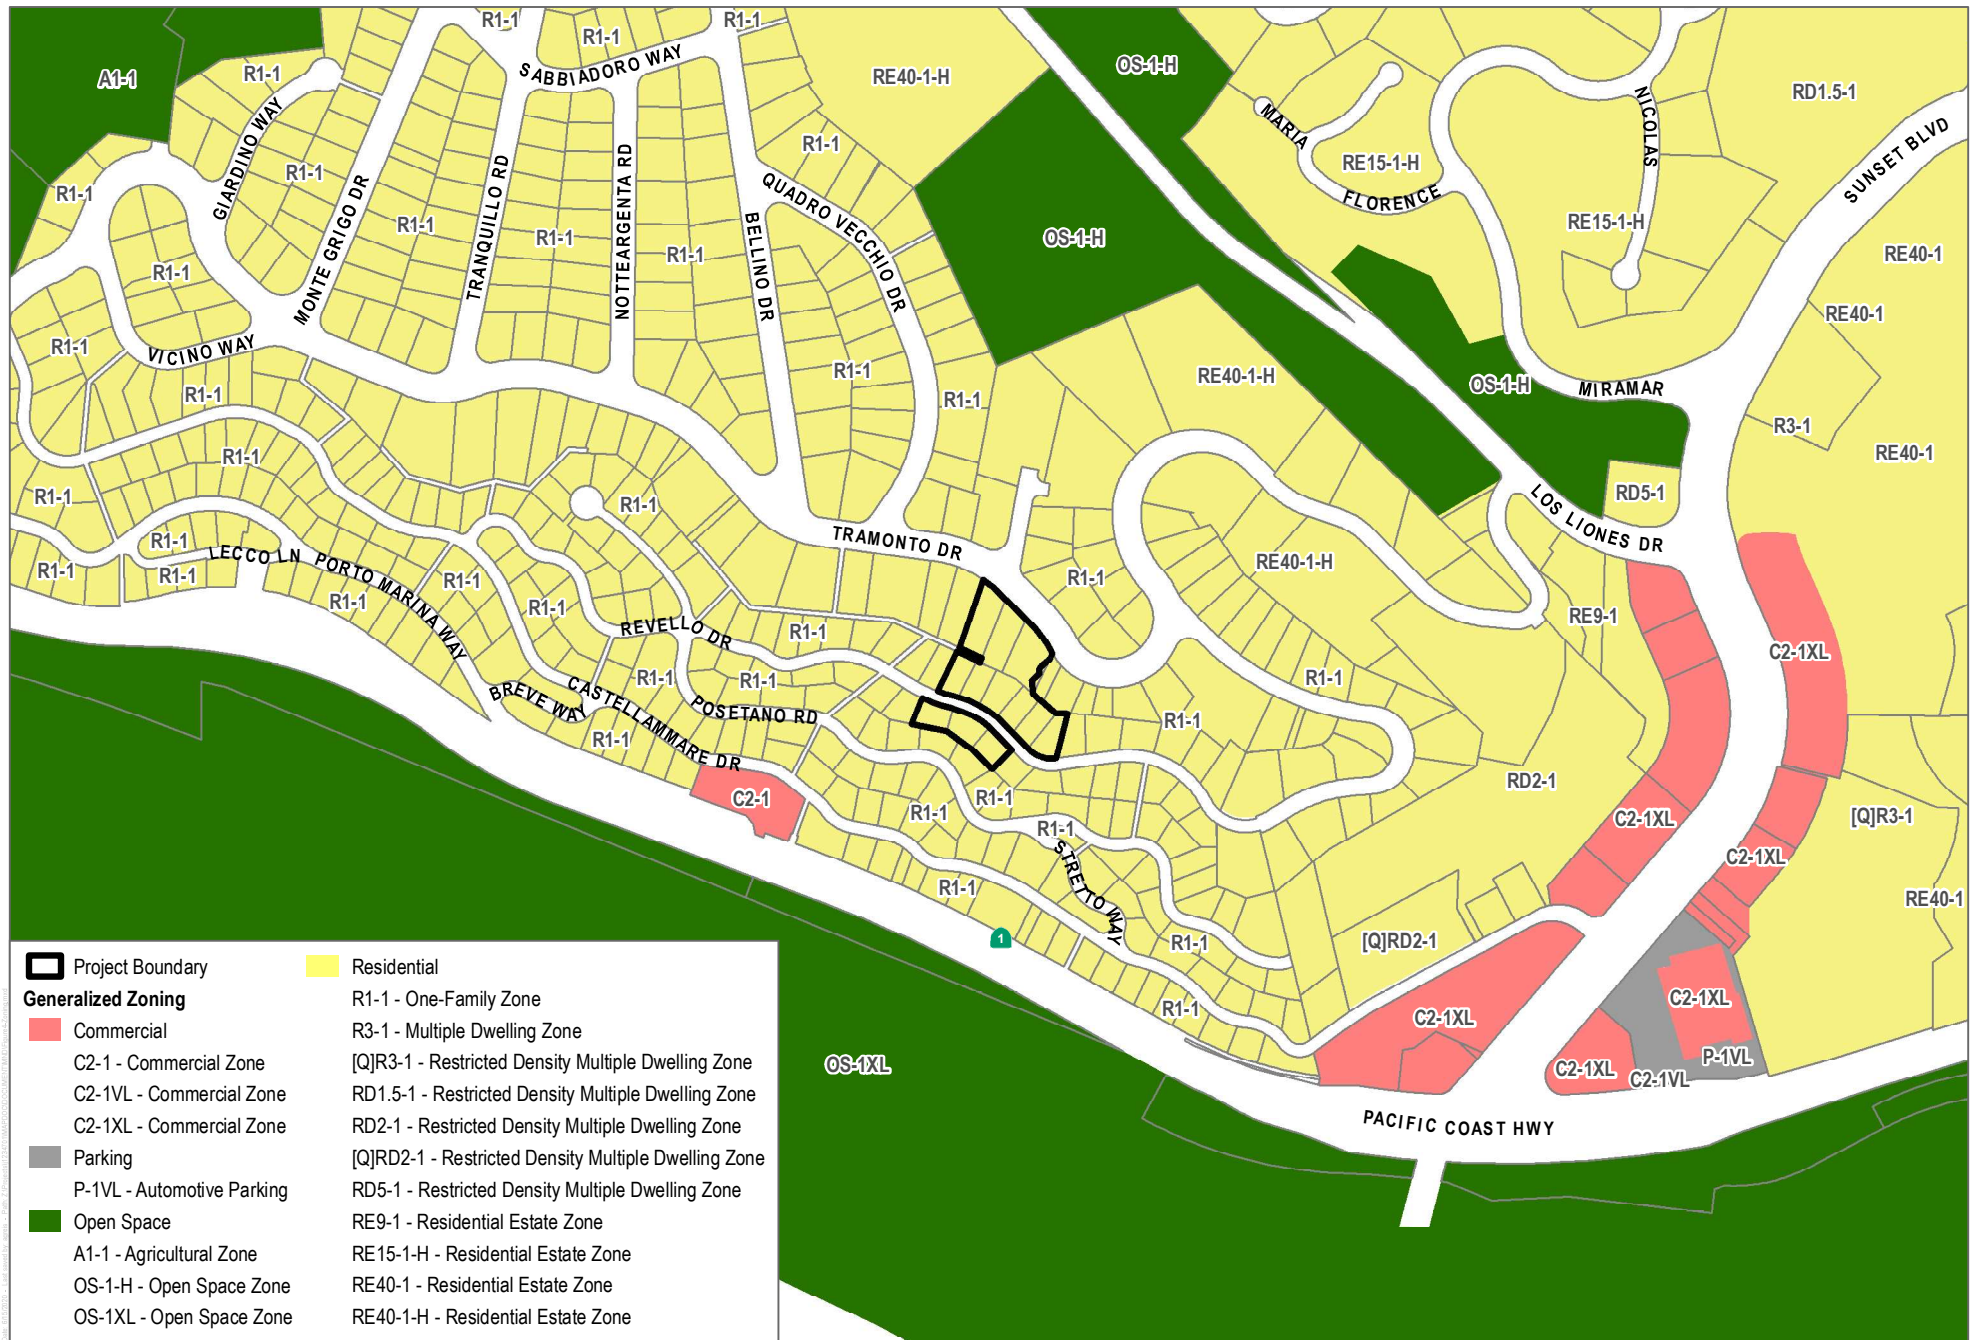 R1-1
R1-1
R1-1
A1-1
R1-1
SABBIADORO WAY
RE40-1-H
OS-1-H
RD1.5-1
NICOLAS
MARIA
FLORENCE
RE15-1-H
RE15-1-H
SUNSET BLVD
R1-1
R1-1
GIARDINO WAY
R1-1
MONTE GRIGO DR
R1-1
TRANQUILLO RD
R1-1
NOTTEARGENTA RD
R1-1
BELLINO DR
R1-1
QUADRO VECCHIO DR
OS-1-H
RE40-1
RE40-1
R1-1
R1-1
VICINO WAY
R1-1
R1-1
R1-1
RE40-1-H
OS-1-H
MIRAMAR
R3-1
RE40-1
R1-1
R1-1
R1-1
RD5-1
LOS LIONES DR
TRAMONTO DR
R1-1
R1-1
R1-1
LECCO LN
PORTO MARINA WAY
R1-1
R1-1
R1-1
R1-1
RE40-1-H
RE9-1
REVELLO DR
R1-1
C2-1XL
R1-1
R1-1
R1-1
BREVE WAY
CASTELLAMMARE DR
POSETANO RD
R1-1
R1-1
C2-1
R1-1
R1-1
R1-1
STRETTO WAY
RD2-1
C2-1XL
[Q]R3-1
C2-1XL
R1-1
RE40-1
[Q]RD2-1
R1-1
1
R1-1
C2-1XL
C2-1XL
P-1VL
C2-1XL
C2-1VL
OS-1XL
PACIFIC COAST HWY
Project Boundary
Generalized Zoning
Commercial
C2-1 - Commercial Zone
C2-1VL - Commercial Zone
C2-1XL - Commercial Zone
Parking
P-1VL - Automotive Parking
Open Space
A1-1 - Agricultural Zone
OS-1-H - Open Space Zone
OS-1XL - Open Space Zone
Residential
R1-1 - One-Family Zone
R3-1 - Multiple Dwelling Zone
[Q]R3-1 - Restricted Density Multiple Dwelling Zone
RD1.5-1 - Restricted Density Multiple Dwelling Zone
RD2-1 - Restricted Density Multiple Dwelling Zone
[Q]RD2-1 - Restricted Density Multiple Dwelling Zone
RD5-1 - Restricted Density Multiple Dwelling Zone
RE9-1 - Residential Estate Zone
RE15-1-H - Residential Estate Zone
RE40-1 - Residential Estate Zone
RE40-1-H - Residential Estate Zone